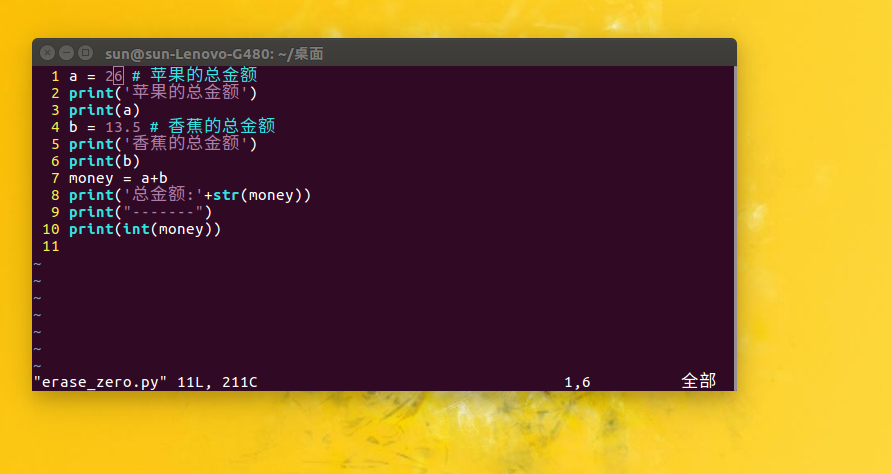 sun@sun-Lenovo-G480: ~/桌面
1 a = 26 # 苹果的总金额
2 print('苹果的总金额')
3 print(a)
4 b = 13.5 # 香蕉的总金额
5 print('香蕉的总金额')
6 print(b)
7 money = a+b
8 print('总金额:'+str(money))
9 print("-------")
10 print(int(money))
11
~
~
~
~
~
~
~
"erase_zero.py" 11L, 211C 1,6 全部